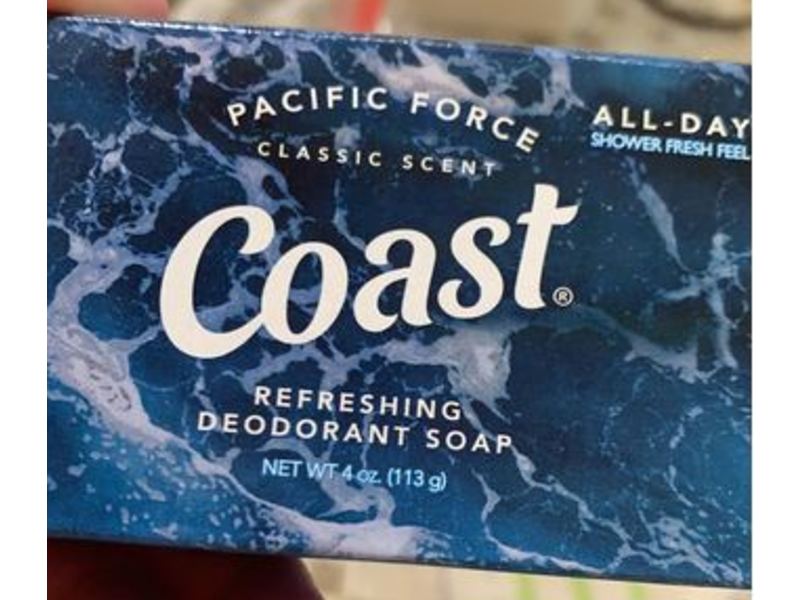 PACIFIC FORCE
CLASSIC SCENT
ALL-DAY
SHOWER FRESH FEEL
Coast®
REFRESHING
DEODORANT SOAP
NET WT 4 oz. (113 g)